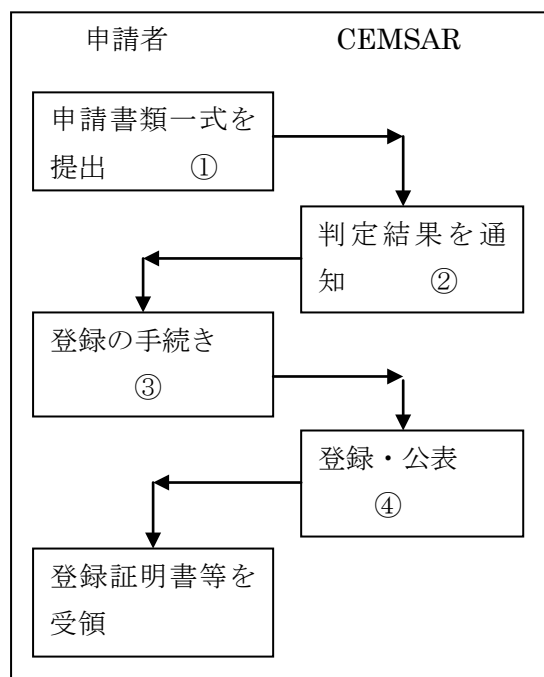 申請者 CEMSAR
申請書類一式を
提出 ①
判定結果を通
知 ②
登録の手続き
③
登録・公表
④
登録証明書等を
受領